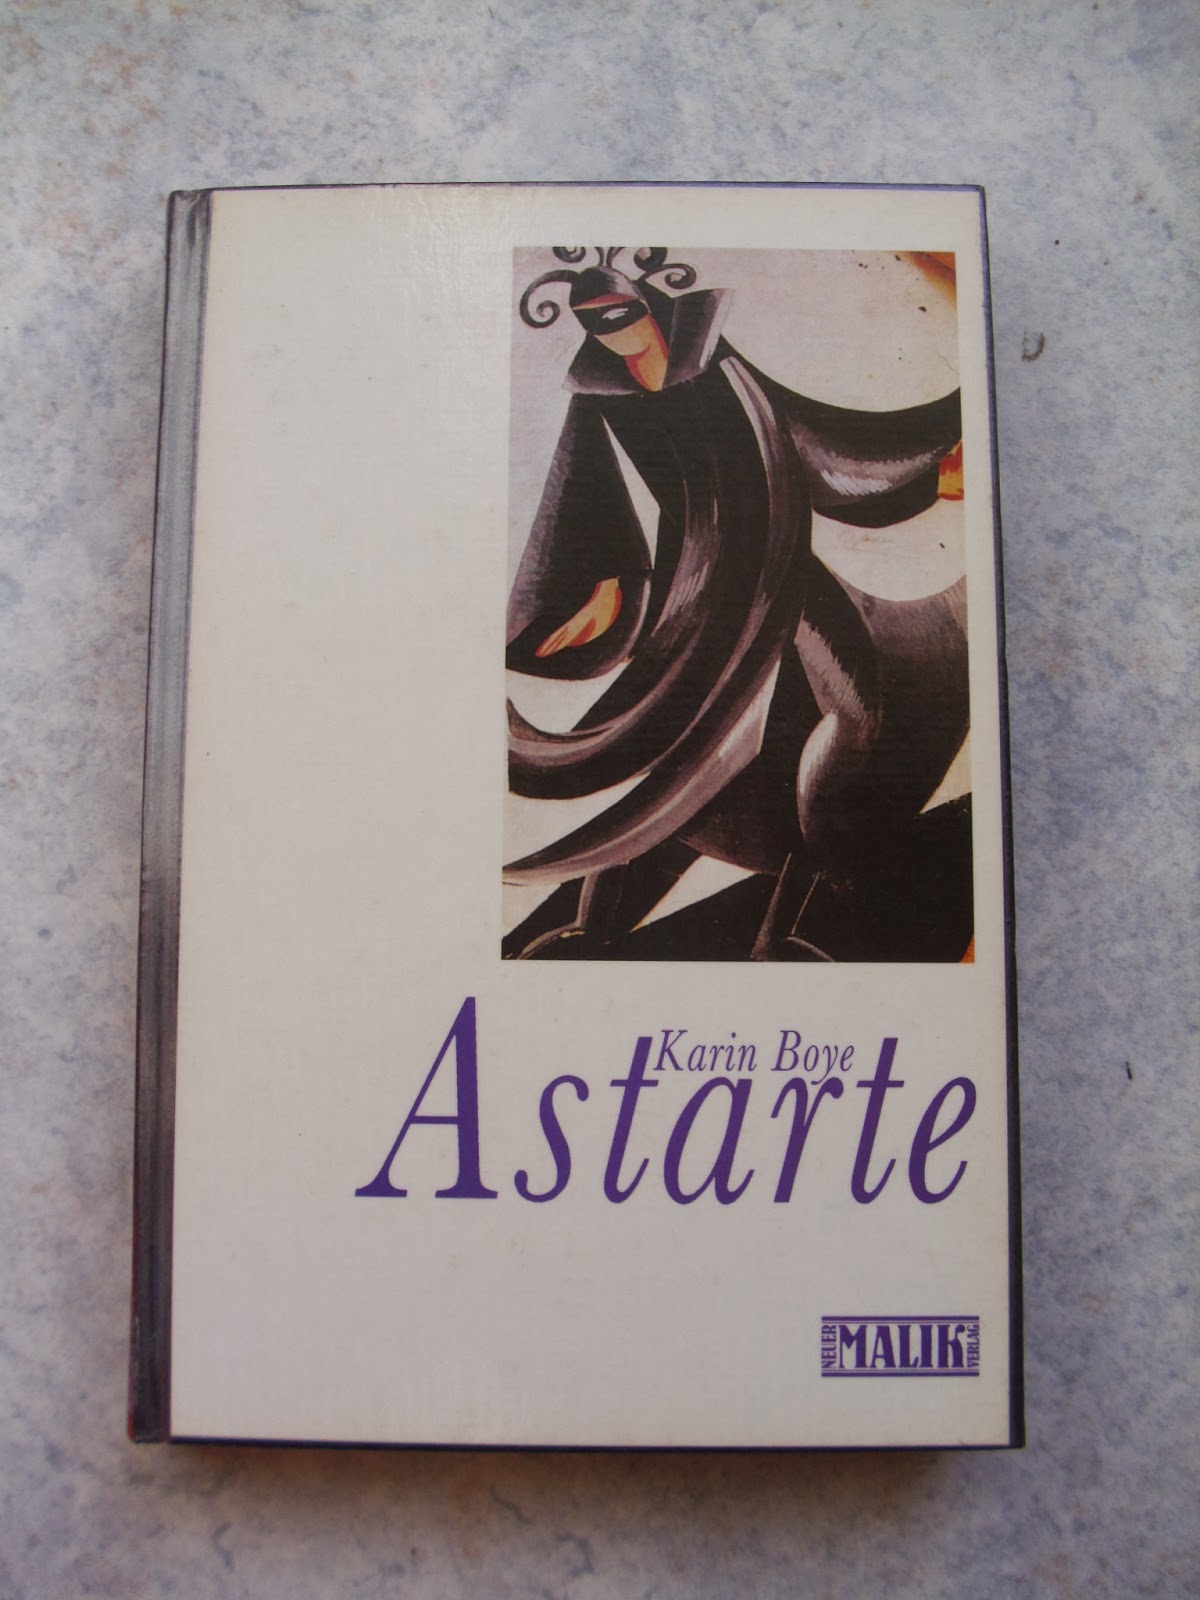 Karin Boye
Astarte
NEUER MALIK VERLAG